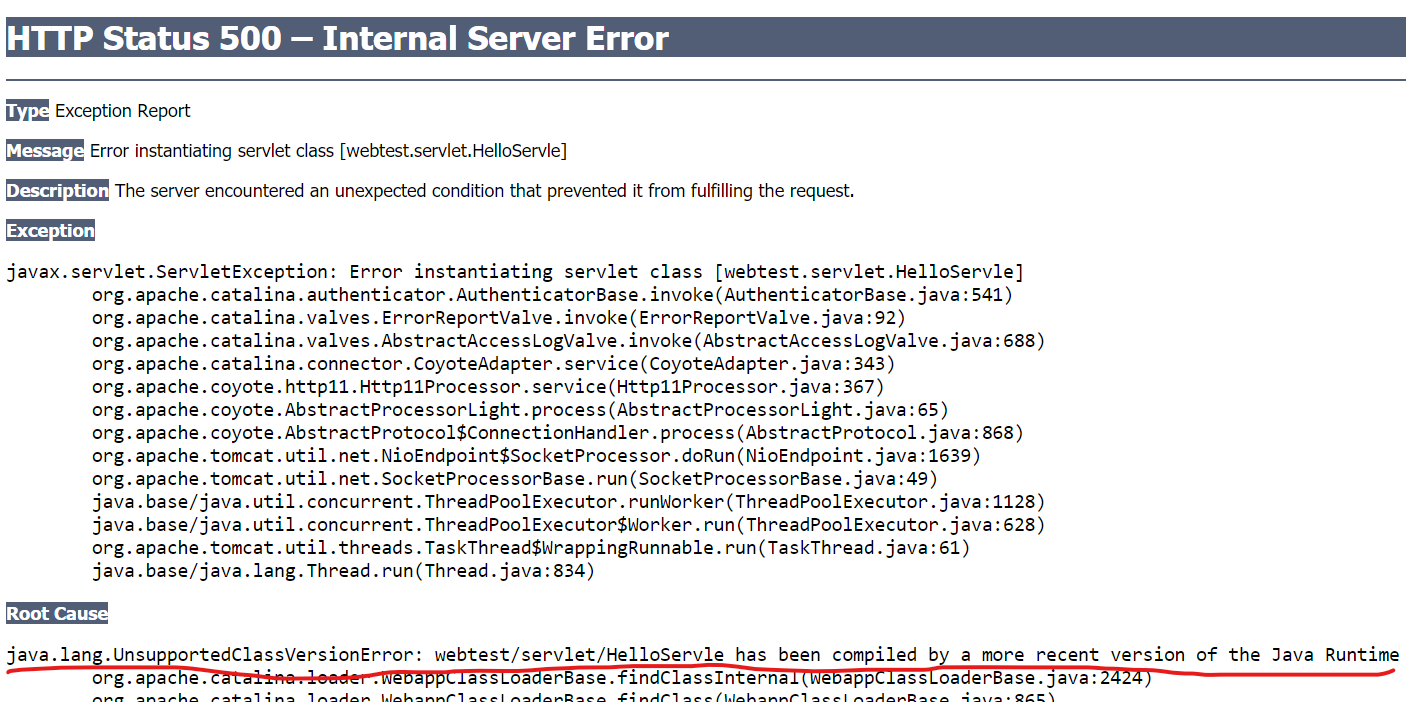 HTTP Status 500 – Internal Server Error
Type Exception Report
Message Error instantiating servlet class [webtest.servlet.HelloServle]
Description The server encountered an unexpected condition that prevented it from fulfilling the request.
Exception
javax.servlet.ServletException: Error instantiating servlet class [webtest.servlet.HelloServle]
org.apache.catalina.authenticator.AuthenticatorBase.invoke(AuthenticatorBase.java:541)
org.apache.catalina.valves.ErrorReportValve.invoke(ErrorReportValve.java:92)
org.apache.catalina.valves.AbstractAccessLogValve.invoke(AbstractAccessLogValve.java:688)
org.apache.catalina.connector.CoyoteAdapter.service(CoyoteAdapter.java:343)
org.apache.coyote.http11.Http11Processor.service(Http11Processor.java:367)
org.apache.coyote.AbstractProcessorLight.process(AbstractProcessorLight.java:65)
org.apache.coyote.AbstractProtocol$ConnectionHandler.process(AbstractProtocol.java:868)
org.apache.tomcat.util.net.NioEndpoint$SocketProcessor.doRun(NioEndpoint.java:1639)
org.apache.tomcat.util.net.SocketProcessorBase.run(SocketProcessorBase.java:49)
java.base/java.util.concurrent.ThreadPoolExecutor.runWorker(ThreadPoolExecutor.java:1128)
java.base/java.util.concurrent.ThreadPoolExecutor$Worker.run(ThreadPoolExecutor.java:628)
org.apache.tomcat.util.threads.TaskThread$WrappingRunnable.run(TaskThread.java:61)
java.base/java.lang.Thread.run(Thread.java:834)
Root Cause
java.lang.UnsupportedClassVersionError: webtest/servlet/HelloServle has been compiled by a more recent version of the Java Runtime
org.apache.catalina.loader.WebappClassLoaderBase.findClassInternal(WebappClassLoaderBase.java:2424)
org.apache.catalina.loader.WebappClassLoaderBase.findClass(WebappClassLoaderBase.java:865)